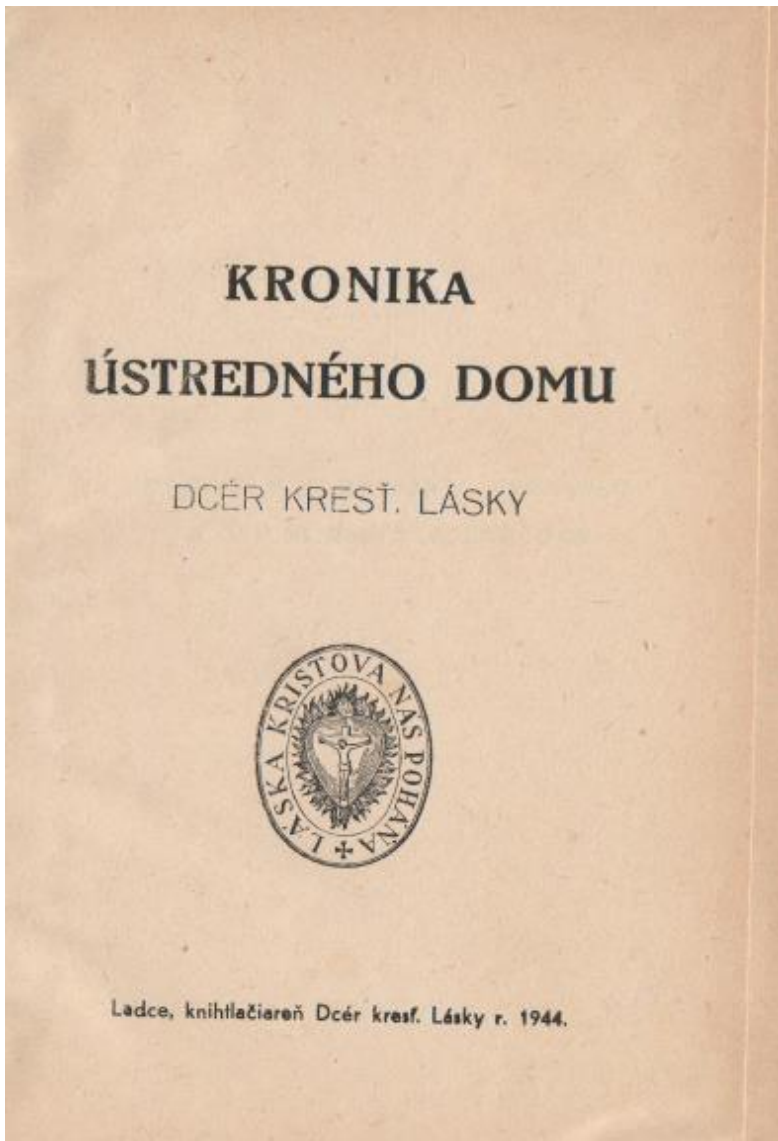 KRONIKA
ÚSTREDNÉHO DOMU
DCÉR KRESŤ. LÁSKY
LÁSKA KRISTOVA NÁS POHÁŇA
Ladce, knihtlačiareň Dcér kresť. Lásky r. 1944.